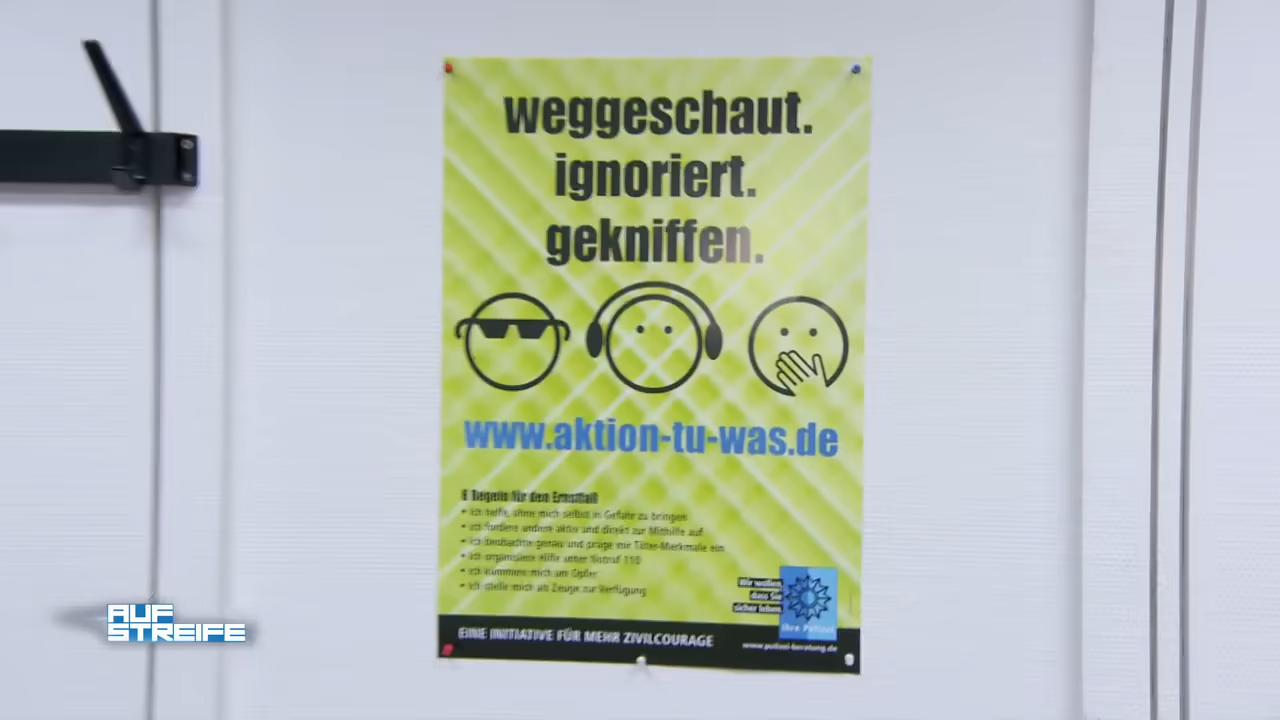 weggeschaut.
ignoriert.
gekniffen.
www.aktion-tu-was.de
6 Regeln für den Ernstfall
• Ich helfe, ohne mich selbst in Gefahr zu bringen
• Ich fordere andere aktiv und direkt zur Mithilfe auf
• Ich beobachte genau und präge mir Täter-Merkmale ein
• Ich organisiere Hilfe unter Notruf 110
• Ich kümmere mich um Opfer
• Ich stelle mich als Zeuge zur Verfügung
Wir wollen,
dass Sie
sicher leben.
Ihre Polizei
EINE INITIATIVE FÜR MEHR ZIVILCOURAGE
www.polizei-beratung.de
AUF
STREIFE